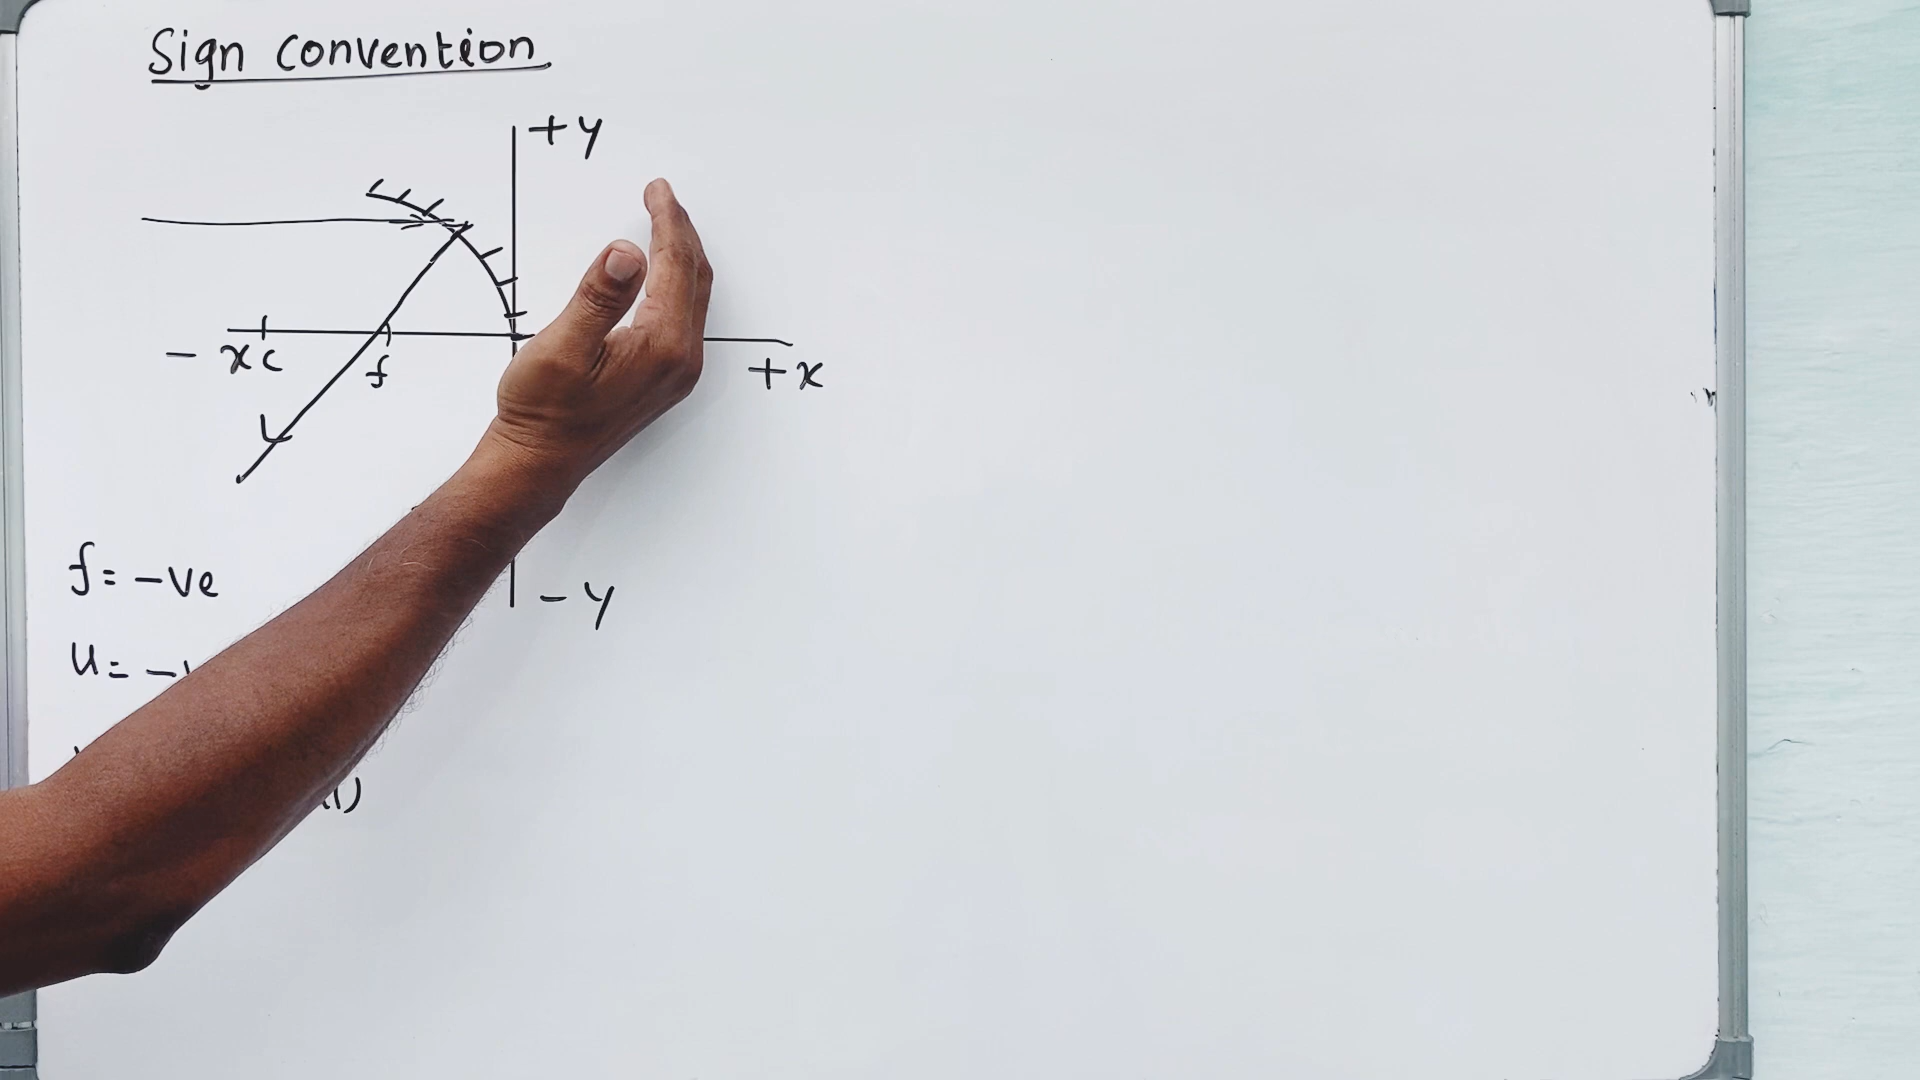 Sign convention
+y
- x c
f
+x
f = -ve
- y
u = -